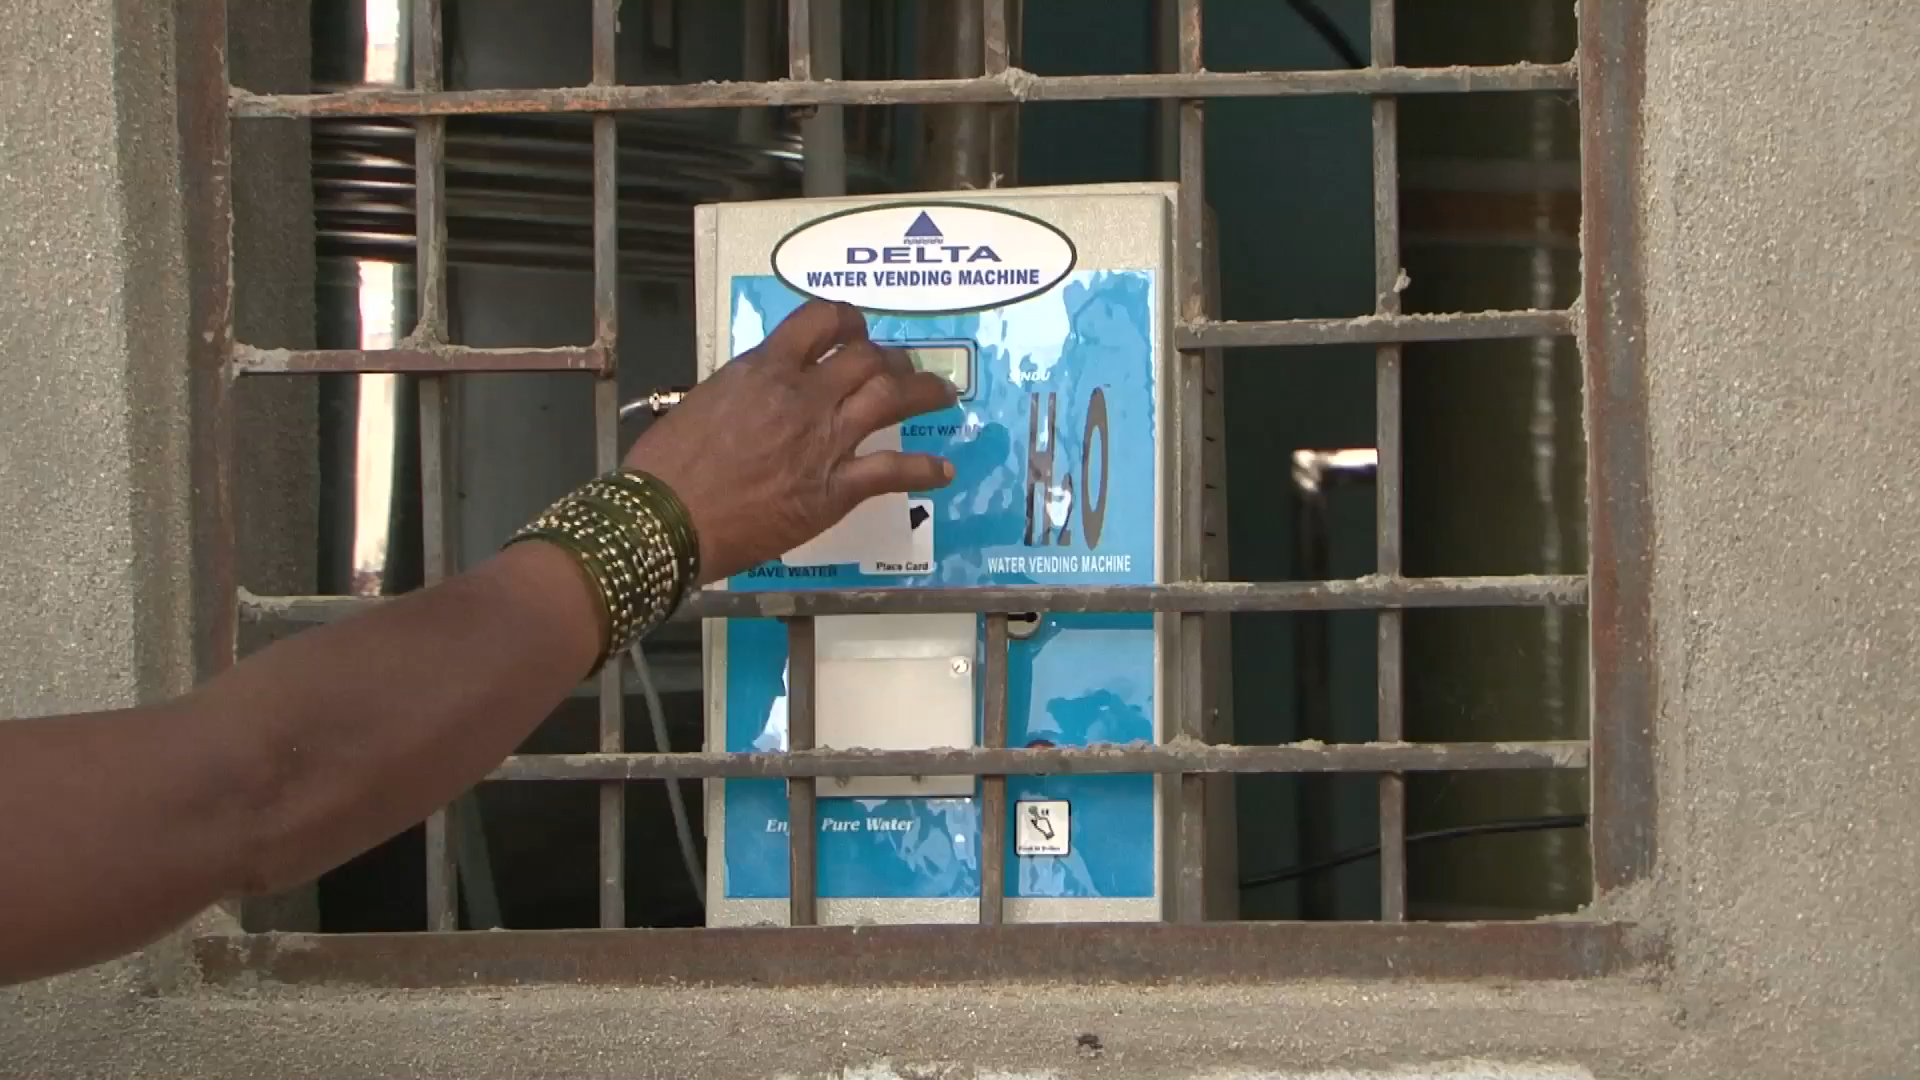 DELTA
WATER VENDING MACHINE
H2O
SAVE WATER
Place Card
WATER VENDING MACHINE
Pure Water